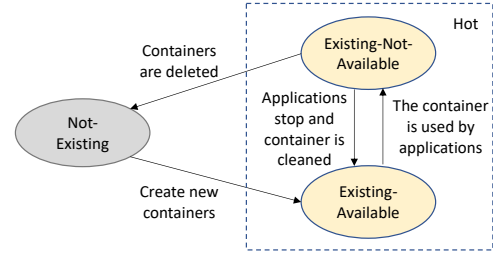 Hot
Existing-Not-
Available
Containers
are deleted
Applications
stop and
container is
cleaned
The container
is used by
applications
Not-
Existing
Create new
containers
Existing-
Available